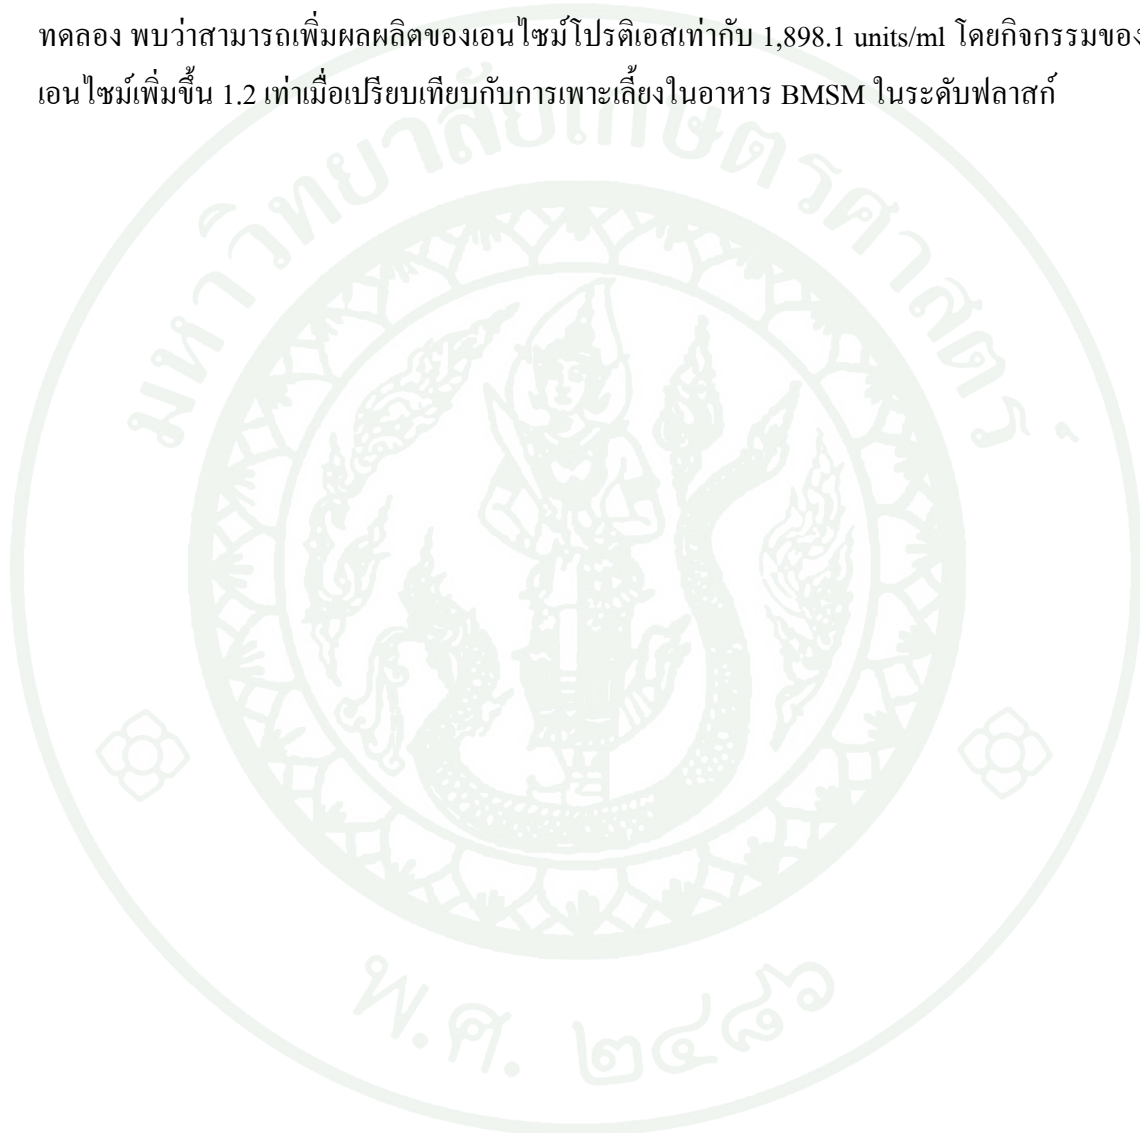 ทดลอง พบว่าสามารถเพิ่มผลผลิตของเอนไซม์โปรติเอสเท่ากับ 1,898.1 units/ml โดยกิจกรรมของ
เอนไซม์เพิ่มขึ้น 1.2 เท่าเมื่อเปรียบเทียบกับการเพาะเลี้ยงในอาหาร BMSM ในระดับฟลาสก์
มหาวิทยาลัยเกษตรศาสตร์
พ.ศ. ๒๔๘๖